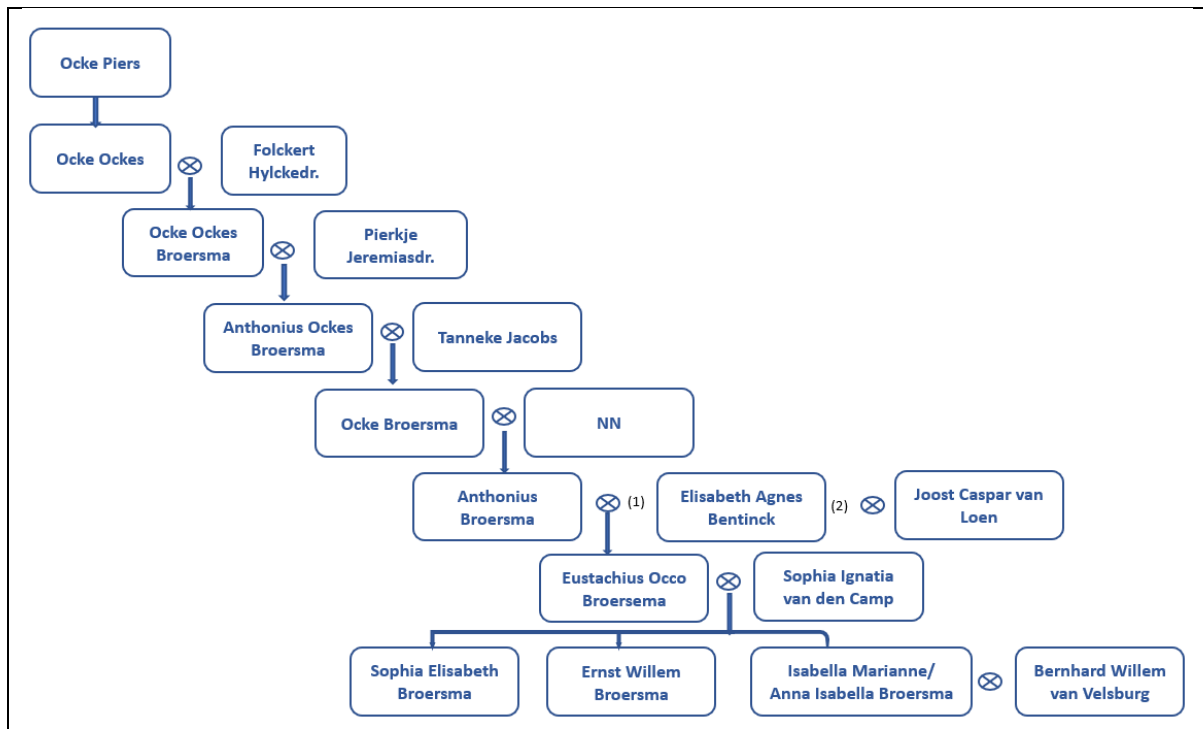 Ocke Piers
Ocke Ockes
Folckert
Hylckedr.
Ocke Ockes
Broersma
Pierkje
Jeremiasdr.
Anthonius Ockes
Broersma
Tanneke Jacobs
Ocke Broersma
NN
Anthonius
Broersma
(1)
Elisabeth Agnes
Bentinck
(2)
Joost Caspar van
Loen
Eustachius Occo
Broersema
Sophia Ignatia
van den Camp
Sophia Elisabeth
Broersma
Ernst Willem
Broersma
Isabella Marianne/
Anna Isabella Broersma
Bernhard Willem
van Velsburg